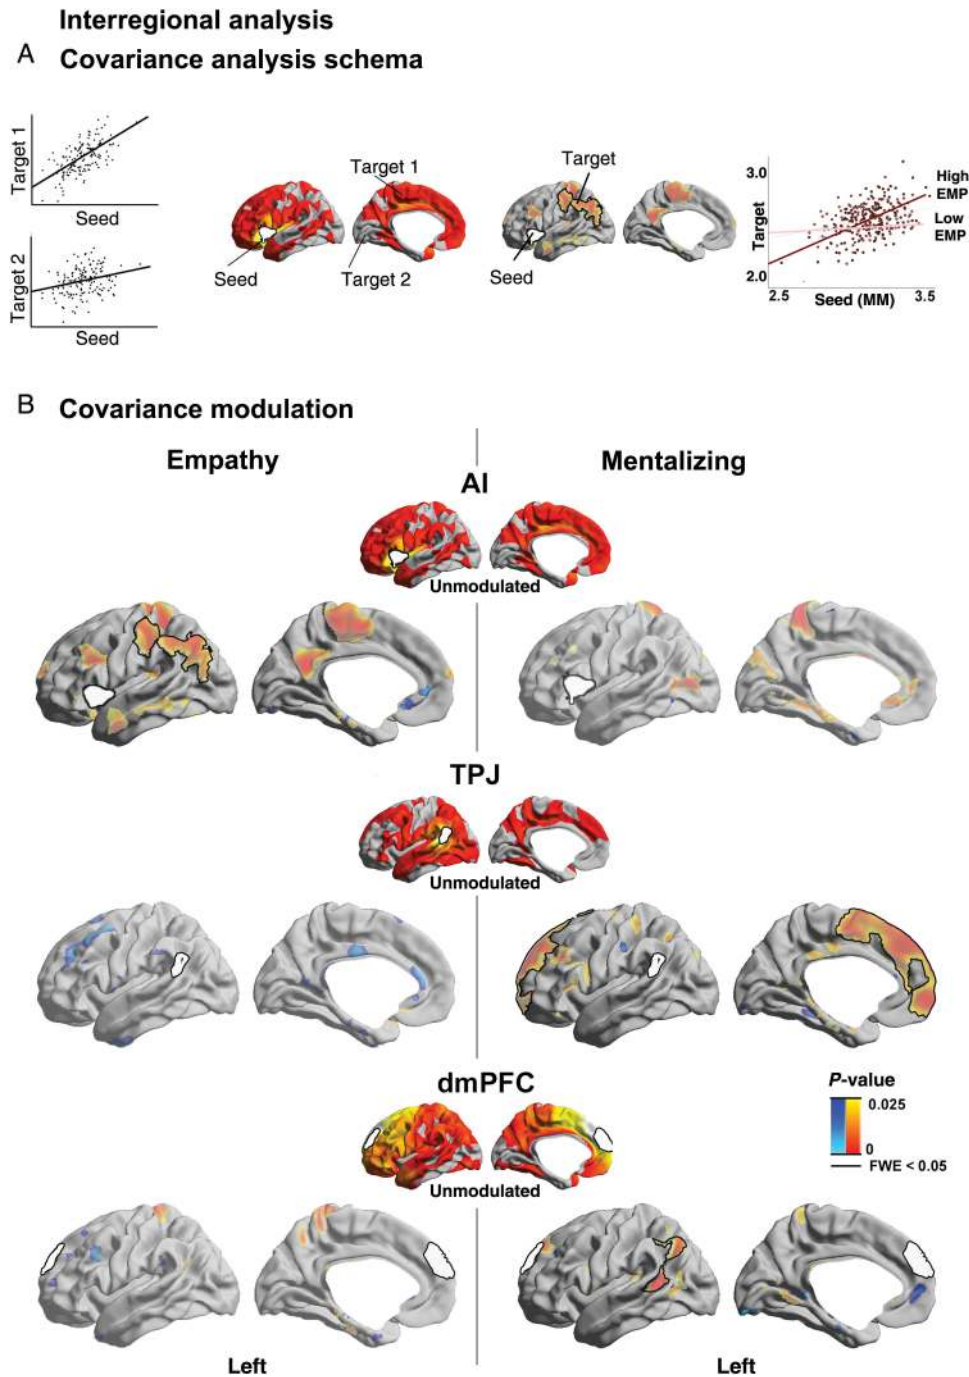 Interregional analysis
A Covariance analysis schema
Target 1
Seed
Target 2
Seed
Target 1
Seed
Target 2
Target
Seed
3.0
Target
2.0
2.5
Seed (MM)
3.5
High
EMP
Low
EMP
B Covariance modulation
Empathy
Mentalizing
AI
Unmodulated
TPJ
Unmodulated
dmPFC
Unmodulated
P-value
0.025
0
FWE < 0.05
Left
Left